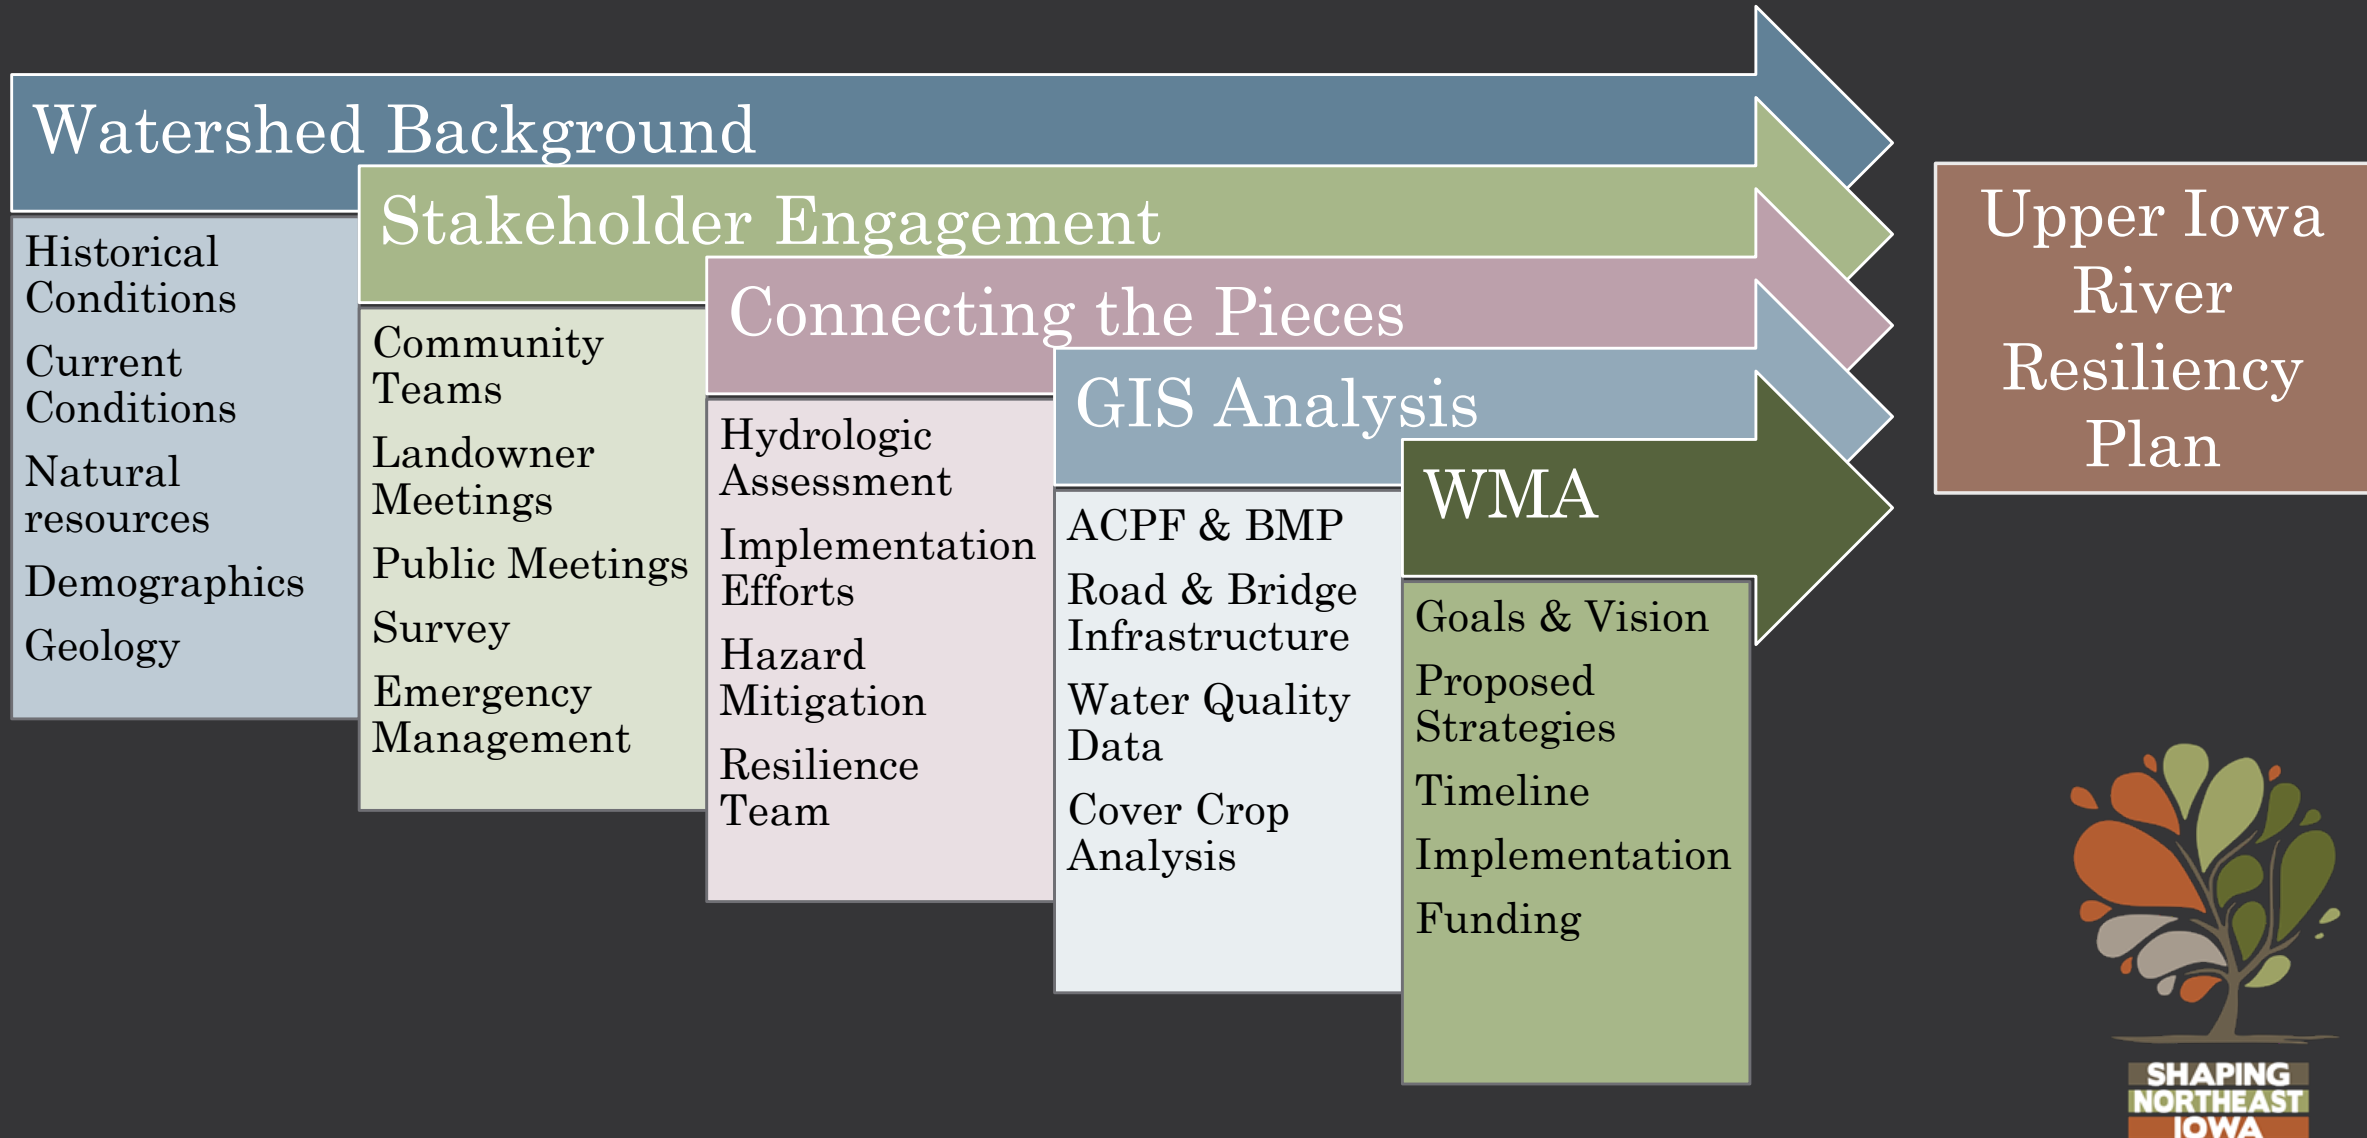 Watershed Background
Historical
Conditions
Current
Conditions
Natural
resources
Demographics
Geology
Stakeholder Engagement
Community
Teams
Landowner
Meetings
Public Meetings
Survey
Emergency
Management
Connecting the Pieces
Hydrologic
Assessment
Implementation
Efforts
Hazard
Mitigation
Resilience
Team
GIS Analysis
ACPF & BMP
Road & Bridge
Infrastructure
Water Quality
Data
Cover Crop
Analysis
WMA
Goals & Vision
Proposed
Strategies
Timeline
Implementation
Funding
Upper Iowa
River
Resiliency
Plan
SHAPING
NORTHEAST
IOWA